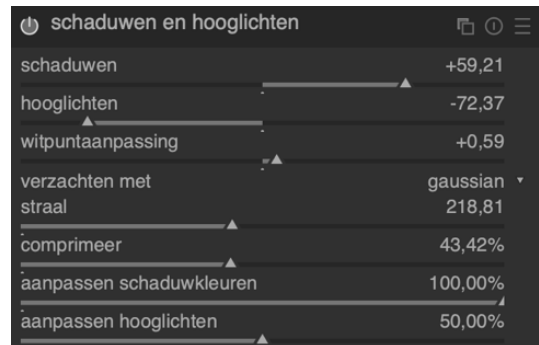 schaduwen en hooglichten
schaduwen +59,21
hooglichten -72,37
witpuntaanpassing +0,59
verzachten met gaussian
straal 218,81
comprimeer 43,42%
aanpassen schaduwkleuren 100,00%
aanpassen hooglichten 50,00%